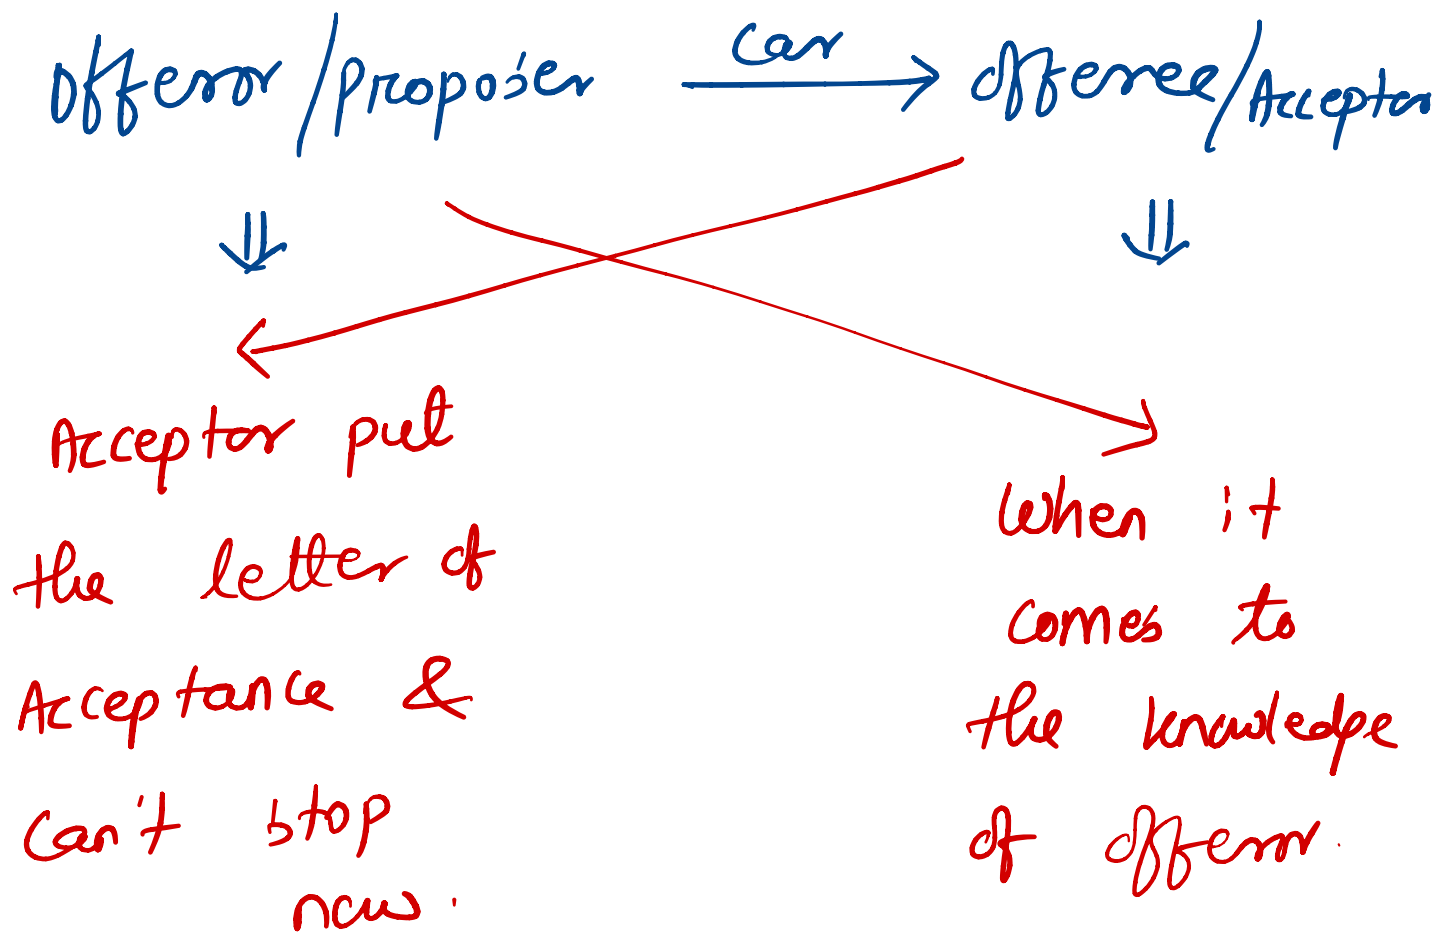 Offeror/Proposer Car Offeree/Acceptor
Acceptor put
the letter of
Acceptance &
Can't stop
now.
When it
comes to
the knowledge
of offeror.